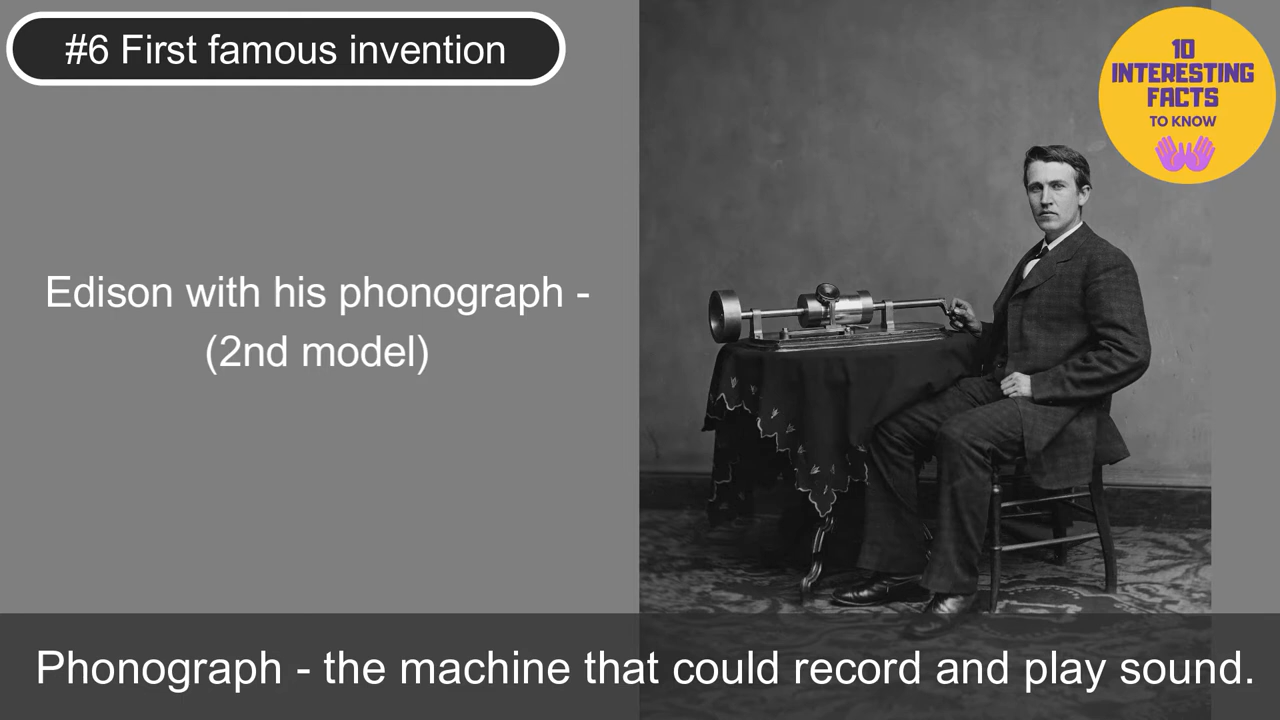 #6 First famous invention
10
INTERESTING
FACTS
TO KNOW
Edison with his phonograph -
(2nd model)
Phonograph - the machine that could record and play sound.